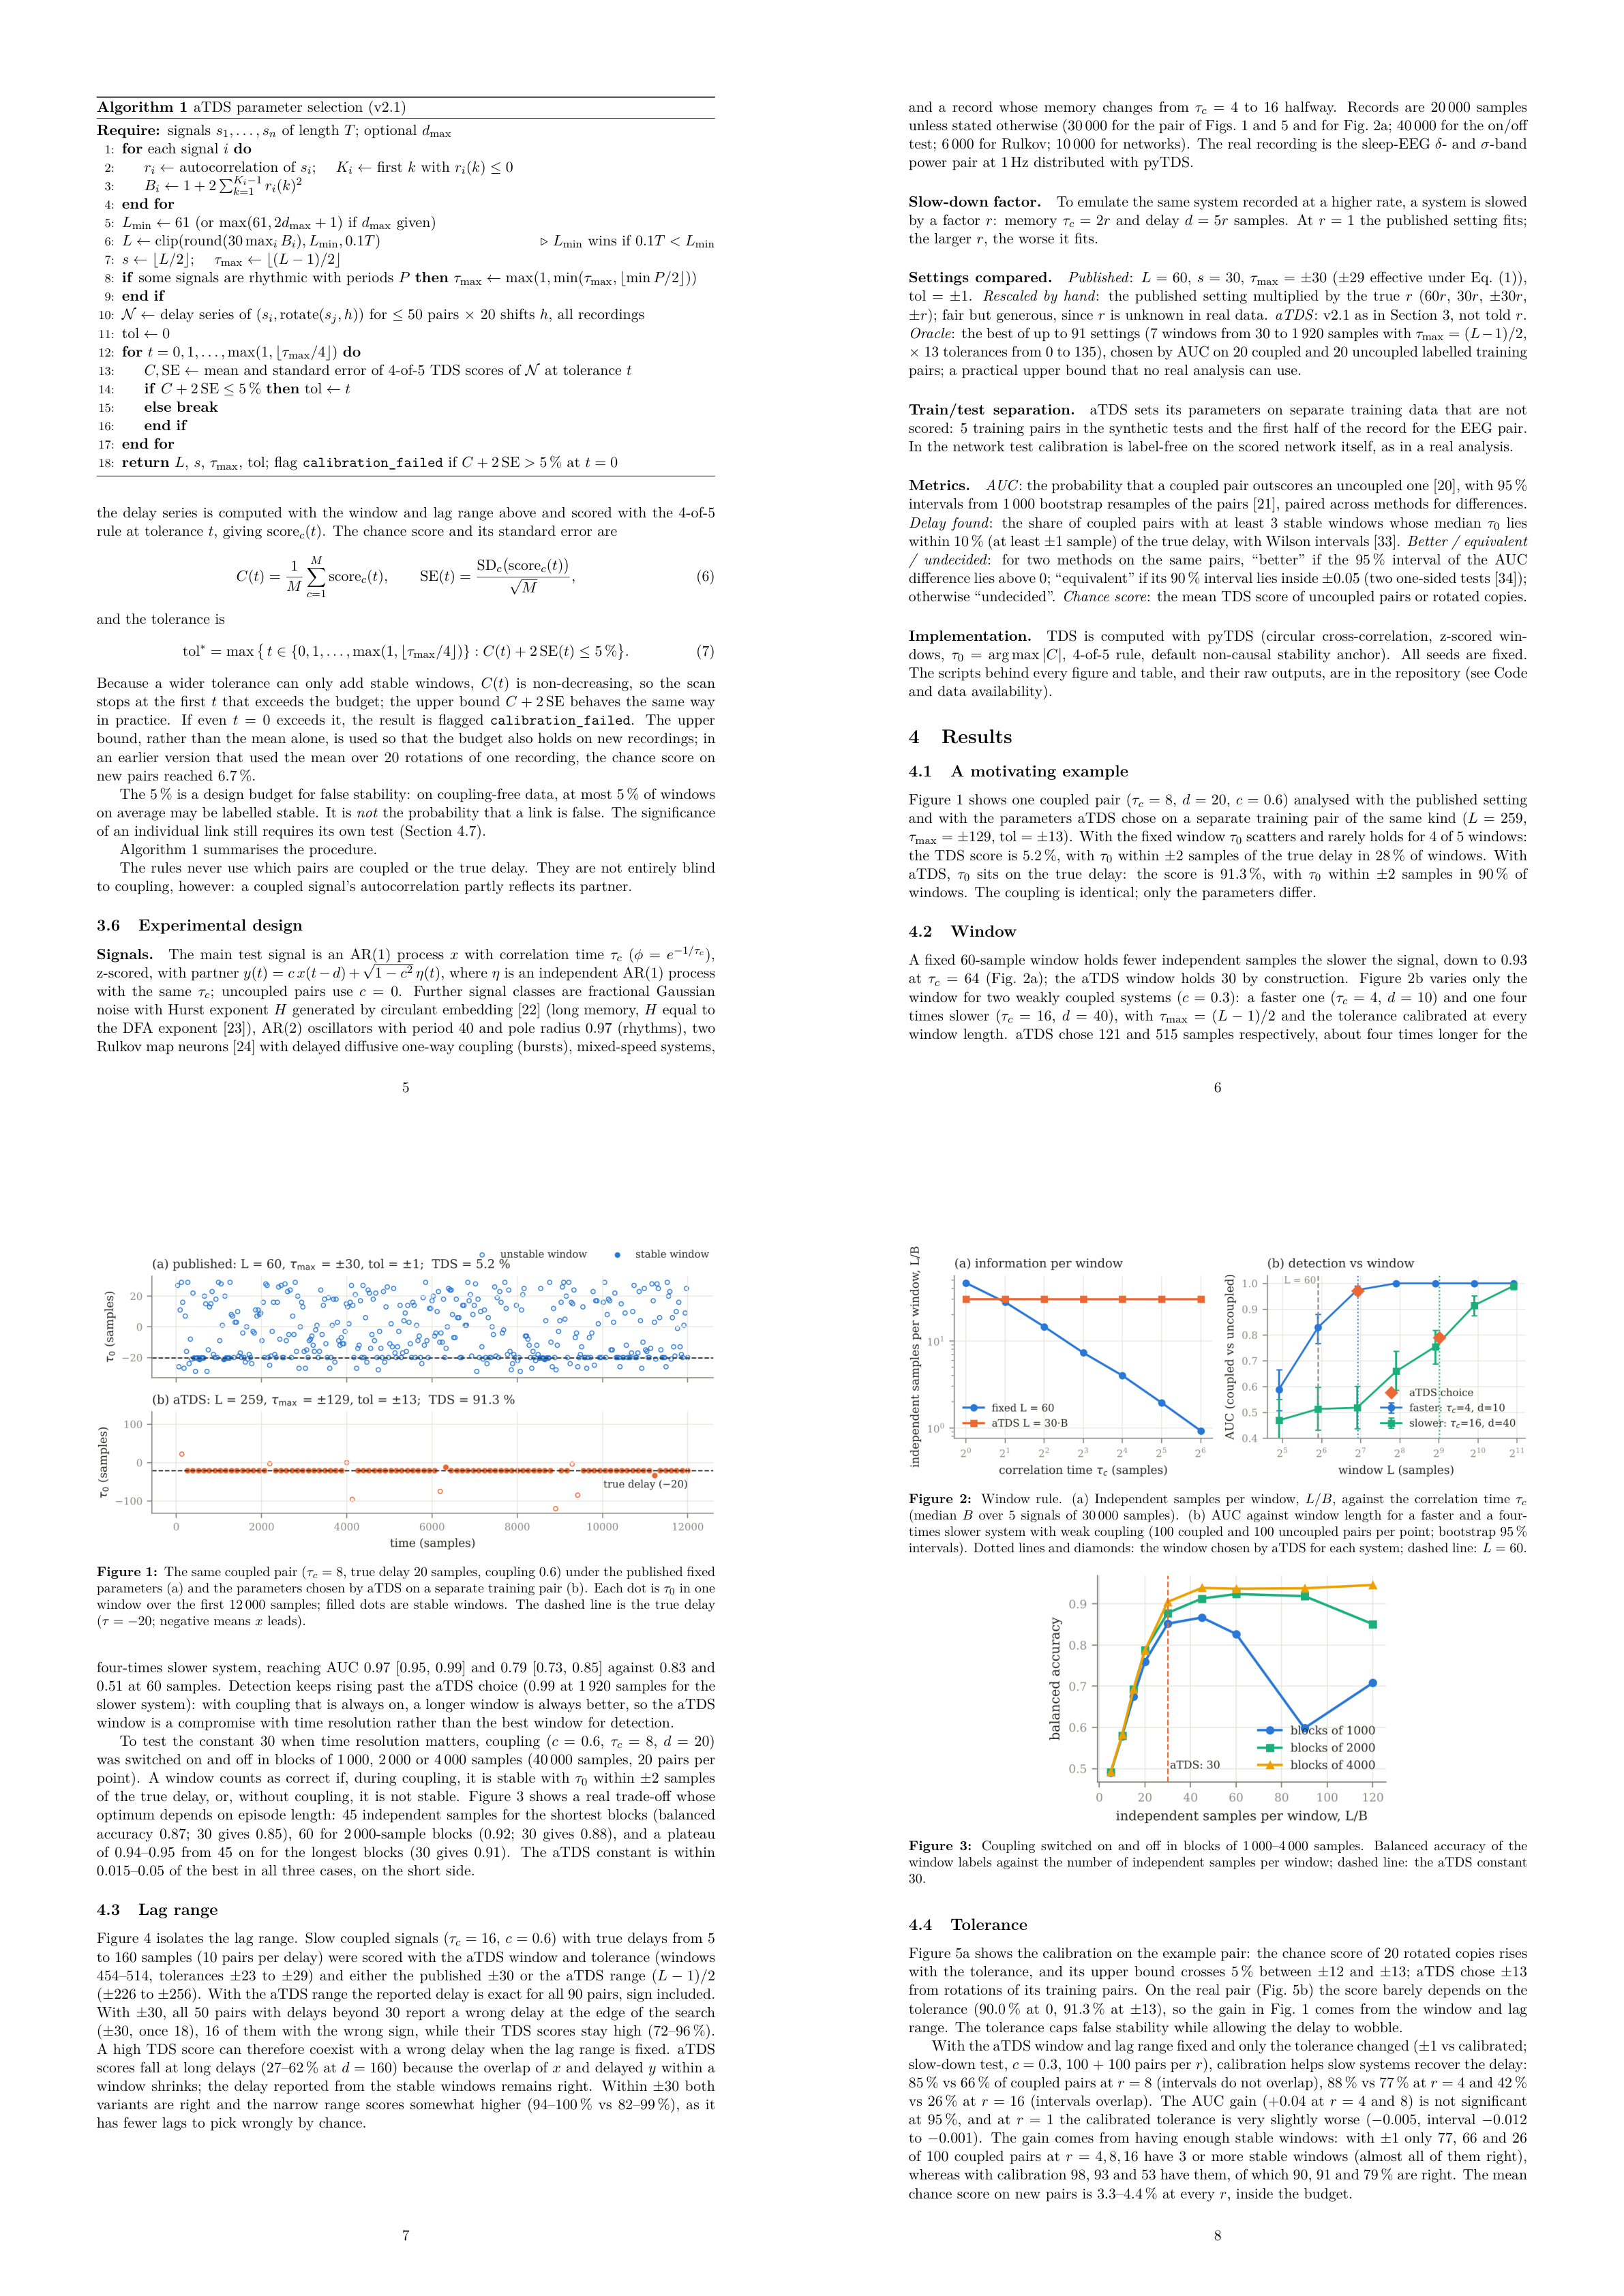 Algorithm 1 aTDS parameter selection (v2.1)
Require: signals s₁, . . . , sₙ of length T; optional d_max
1: for each signal i do
2: rᵢ ← autocorrelation of sᵢ; Kᵢ ← first k with rᵢ(k) ≤ 0
3: Bᵢ ← 1 + 2 ∑_{k=1}^{Kᵢ−1} rᵢ(k)²
4: end for
5: L_min ← 61 (or max(61, 2d_max + 1) if d_max given)
6: L ← clip(round(30 maxᵢ Bᵢ), L_min, 0.1T) ▷ L_min wins if 0.1T < L_min
7: s ← ⌊L/2⌋; τ_max ← ⌊(L − 1)/2⌋
8: if some signals are rhythmic with periods P then τ_max ← max(1, min(τ_max, ⌊min P/2⌋))
9: end if
10: 𝒩 ← delay series of (sᵢ, rotate(sⱼ, h)) for ≤ 50 pairs × 20 shifts h, all recordings
11: tol ← 0
12: for t = 0, 1, . . . , max(1, ⌊τ_max/4⌋) do
13: C, SE ← mean and standard error of 4-of-5 TDS scores of 𝒩 at tolerance t
14: if C + 2 SE ≤ 5 % then tol ← t
15: else break
16: end if
17: end for
18: return L, s, τ_max, tol; flag calibration_failed if C + 2 SE > 5 % at t = 0
the delay series is computed with the window and lag range above and scored with the 4-of-5
rule at tolerance t, giving score_c(t). The chance score and its standard error are
C(t) = 1/M ∑_{c=1}^{M} score_c(t), SE(t) = SD_c(score_c(t))/√M, (6)
and the tolerance is
tol* = max { t ∈ {0, 1, . . . , max(1, ⌊τ_max/4⌋)} : C(t) + 2 SE(t) ≤ 5 %}. (7)
Because a wider tolerance can only add stable windows, C(t) is non-decreasing, so the scan
stops at the first t that exceeds the budget; the upper bound C + 2 SE behaves the same way
in practice. If even t = 0 exceeds it, the result is flagged calibration_failed. The upper
bound, rather than the mean alone, is used so that the budget also holds on new recordings; in
an earlier version that used the mean over 20 rotations of one recording, the chance score on
new pairs reached 6.7 %.
The 5 % is a design budget for false stability: on coupling-free data, at most 5 % of windows
on average may be labelled stable. It is not the probability that a link is false. The significance
of an individual link still requires its own test (Section 4.7).
Algorithm 1 summarises the procedure.
The rules never use which pairs are coupled or the true delay. They are not entirely blind
to coupling, however: a coupled signal's autocorrelation partly reflects its partner.
3.6 Experimental design
Signals. The main test signal is an AR(1) process x with correlation time τ_c (ϕ = e^{−1/τ_c}),
z-scored, with partner y(t) = c x(t − d) + √(1 − c²) η(t), where η is an independent AR(1) process
with the same τ_c; uncoupled pairs use c = 0. Further signal classes are fractional Gaussian
noise with Hurst exponent H generated by circulant embedding [22] (long memory, H equal to
the DFA exponent [23]), AR(2) oscillators with period 40 and pole radius 0.97 (rhythms), two
Rulkov map neurons [24] with delayed diffusive one-way coupling (bursts), mixed-speed systems,
5
and a record whose memory changes from τ_c = 4 to 16 halfway. Records are 20 000 samples
unless stated otherwise (30 000 for the pair of Figs. 1 and 5 and for Fig. 2a; 40 000 for the on/off
test; 6 000 for Rulkov; 10 000 for networks). The real recording is the sleep-EEG δ- and σ-band
power pair at 1 Hz distributed with pyTDS.
Slow-down factor. To emulate the same system recorded at a higher rate, a system is slowed
by a factor r: memory τ_c = 2r and delay d = 5r samples. At r = 1 the published setting fits;
the larger r, the worse it fits.
Settings compared. Published: L = 60, s = 30, τ_max = ±30 (±29 effective under Eq. (1)),
tol = ±1. Rescaled by hand: the published setting multiplied by the true r (60r, 30r, ±30r,
±r); fair but generous, since r is unknown in real data. aTDS: v2.1 as in Section 3, not told r.
Oracle: the best of up to 91 settings (7 windows from 30 to 1 920 samples with τ_max = (L−1)/2,
× 13 tolerances from 0 to 135), chosen by AUC on 20 coupled and 20 uncoupled labelled training
pairs; a practical upper bound that no real analysis can use.
Train/test separation. aTDS sets its parameters on separate training data that are not
scored: 5 training pairs in the synthetic tests and the first half of the record for the EEG pair.
In the network test calibration is label-free on the scored network itself, as in a real analysis.
Metrics. AUC: the probability that a coupled pair outscores an uncoupled one [20], with 95 %
intervals from 1 000 bootstrap resamples of the pairs [21], paired across methods for differences.
Delay found: the share of coupled pairs with at least 3 stable windows whose median τ₀ lies
within 10 % (at least ±1 sample) of the true delay, with Wilson intervals [33]. Better / equivalent
/ undecided: for two methods on the same pairs, "better" if the 95 % interval of the AUC
difference lies above 0; "equivalent" if its 90 % interval lies inside ±0.05 (two one-sided tests [34]);
otherwise "undecided". Chance score: the mean TDS score of uncoupled pairs or rotated copies.
Implementation. TDS is computed with pyTDS (circular cross-correlation, z-scored win-
dows, τ₀ = arg max |C|, 4-of-5 rule, default non-causal stability anchor). All seeds are fixed.
The scripts behind every figure and table, and their raw outputs, are in the repository (see Code
and data availability).
4 Results
4.1 A motivating example
Figure 1 shows one coupled pair (τ_c = 8, d = 20, c = 0.6) analysed with the published setting
and with the parameters aTDS chose on a separate training pair of the same kind (L = 259,
τ_max = ±129, tol = ±13). With the fixed window τ₀ scatters and rarely holds for 4 of 5 windows:
the TDS score is 5.2 %, with τ₀ within ±2 samples of the true delay in 28 % of windows. With
aTDS, τ₀ sits on the true delay: the score is 91.3 %, with τ₀ within ±2 samples in 90 % of
windows. The coupling is identical; only the parameters differ.
4.2 Window
A fixed 60-sample window holds fewer independent samples the slower the signal, down to 0.93
at τ_c = 64 (Fig. 2a); the aTDS window holds 30 by construction. Figure 2b varies only the
window for two weakly coupled systems (c = 0.3): a faster one (τ_c = 4, d = 10) and one four
times slower (τ_c = 16, d = 40), with τ_max = (L − 1)/2 and the tolerance calibrated at every
window length. aTDS chose 121 and 515 samples respectively, about four times longer for the
6
unstable window stable window
(a) published: L = 60, τ_max = ±30, tol = ±1; TDS = 5.2 %
τ₀ (samples)
20
0
−20
(b) aTDS: L = 259, τ_max = ±129, tol = ±13; TDS = 91.3 %
τ₀ (samples)
100
0
−100
true delay (−20)
0 2000 4000 6000 8000 10000 12000
time (samples)
Figure 1: The same coupled pair (τ_c = 8, true delay 20 samples, coupling 0.6) under the published fixed
parameters (a) and the parameters chosen by aTDS on a separate training pair (b). Each dot is τ₀ in one
window over the first 12 000 samples; filled dots are stable windows. The dashed line is the true delay
(τ = −20; negative means x leads).
four-times slower system, reaching AUC 0.97 [0.95, 0.99] and 0.79 [0.73, 0.85] against 0.83 and
0.51 at 60 samples. Detection keeps rising past the aTDS choice (0.99 at 1 920 samples for the
slower system): with coupling that is always on, a longer window is always better, so the aTDS
window is a compromise with time resolution rather than the best window for detection.
To test the constant 30 when time resolution matters, coupling (c = 0.6, τ_c = 8, d = 20)
was switched on and off in blocks of 1 000, 2 000 or 4 000 samples (40 000 samples, 20 pairs per
point). A window counts as correct if, during coupling, it is stable with τ₀ within ±2 samples
of the true delay, or, without coupling, it is not stable. Figure 3 shows a real trade-off whose
optimum depends on episode length: 45 independent samples for the shortest blocks (balanced
accuracy 0.87; 30 gives 0.85), 60 for 2 000-sample blocks (0.92; 30 gives 0.88), and a plateau
of 0.94–0.95 from 45 on for the longest blocks (30 gives 0.91). The aTDS constant is within
0.015–0.05 of the best in all three cases, on the short side.
4.3 Lag range
Figure 4 isolates the lag range. Slow coupled signals (τ_c = 16, c = 0.6) with true delays from 5
to 160 samples (10 pairs per delay) were scored with the aTDS window and tolerance (windows
454–514, tolerances ±23 to ±29) and either the published ±30 or the aTDS range (L − 1)/2
(±226 to ±256). With the aTDS range the reported delay is exact for all 90 pairs, sign included.
With ±30, all 50 pairs with delays beyond 30 report a wrong delay at the edge of the search
(±30, once 18), 16 of them with the wrong sign, while their TDS scores stay high (72–96 %).
A high TDS score can therefore coexist with a wrong delay when the lag range is fixed. aTDS
scores fall at long delays (27–62 % at d = 160) because the overlap of x and delayed y within a
window shrinks; the delay reported from the stable windows remains right. Within ±30 both
variants are right and the narrow range scores somewhat higher (94–100 % vs 82–99 %), as it
has fewer lags to pick wrongly by chance.
7
(a) information per window
independent samples per window, L/B
10¹
10⁰
fixed L = 60
aTDS L = 30·B
2⁰ 2¹ 2² 2³ 2⁴ 2⁵ 2⁶
correlation time τ_c (samples)
(b) detection vs window
AUC (coupled vs uncoupled)
1.0
0.9
0.8
0.7
0.6
0.5
0.4
L = 60
aTDS choice
faster: τ_c=4, d=10
slower: τ_c=16, d=40
2⁵ 2⁶ 2⁷ 2⁸ 2⁹ 2¹⁰ 2¹¹
window L (samples)
Figure 2: Window rule. (a) Independent samples per window, L/B, against the correlation time τ_c
(median B over 5 signals of 30 000 samples). (b) AUC against window length for a faster and a four-
times slower system with weak coupling (100 coupled and 100 uncoupled pairs per point; bootstrap 95 %
intervals). Dotted lines and diamonds: the window chosen by aTDS for each system; dashed line: L = 60.
balanced accuracy
0.9
0.8
0.7
0.6
0.5
aTDS: 30
blocks of 1000
blocks of 2000
blocks of 4000
0 20 40 60 80 100 120
independent samples per window, L/B
Figure 3: Coupling switched on and off in blocks of 1 000–4 000 samples. Balanced accuracy of the
window labels against the number of independent samples per window; dashed line: the aTDS constant
30.
4.4 Tolerance
Figure 5a shows the calibration on the example pair: the chance score of 20 rotated copies rises
with the tolerance, and its upper bound crosses 5 % between ±12 and ±13; aTDS chose ±13
from rotations of its training pairs. On the real pair (Fig. 5b) the score barely depends on the
tolerance (90.0 % at 0, 91.3 % at ±13), so the gain in Fig. 1 comes from the window and lag
range. The tolerance caps false stability while allowing the delay to wobble.
With the aTDS window and lag range fixed and only the tolerance changed (±1 vs calibrated;
slow-down test, c = 0.3, 100 + 100 pairs per r), calibration helps slow systems recover the delay:
85 % vs 66 % of coupled pairs at r = 8 (intervals do not overlap), 88 % vs 77 % at r = 4 and 42 %
vs 26 % at r = 16 (intervals overlap). The AUC gain (+0.04 at r = 4 and 8) is not significant
at 95 %, and at r = 1 the calibrated tolerance is very slightly worse (−0.005, interval −0.012
to −0.001). The gain comes from having enough stable windows: with ±1 only 77, 66 and 26
of 100 coupled pairs at r = 4, 8, 16 have 3 or more stable windows (almost all of them right),
whereas with calibration 98, 93 and 53 have them, of which 90, 91 and 79 % are right. The mean
chance score on new pairs is 3.3–4.4 % at every r, inside the budget.
8